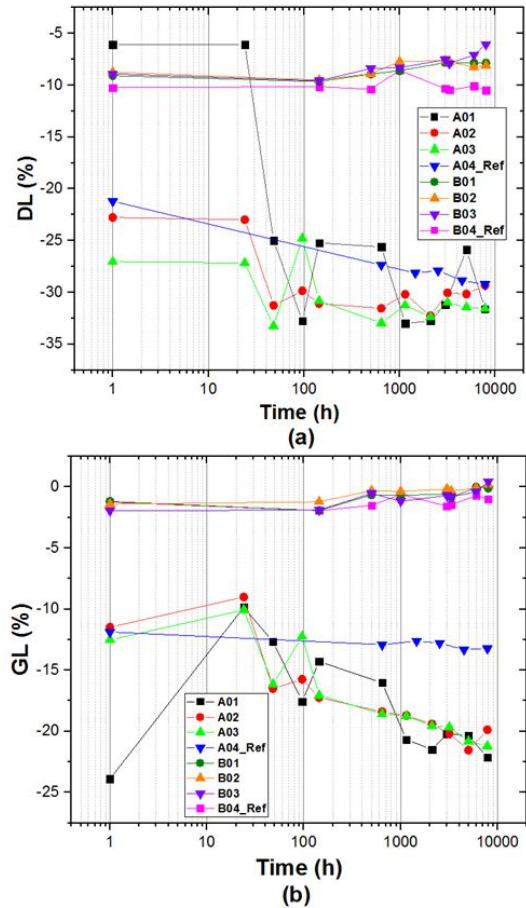 -5
-10
-15
-20
-25
-30
-35
DL (%)
A01
A02
A03
A04_Ref
B01
B02
B03
B04_Ref
1 10 100 1000 10000
Time (h)
(a)
0
-5
-10
-15
-20
-25
GL (%)
A01
A02
A03
A04_Ref
B01
B02
B03
B04_Ref
1 10 100 1000 10000
Time (h)
(b)